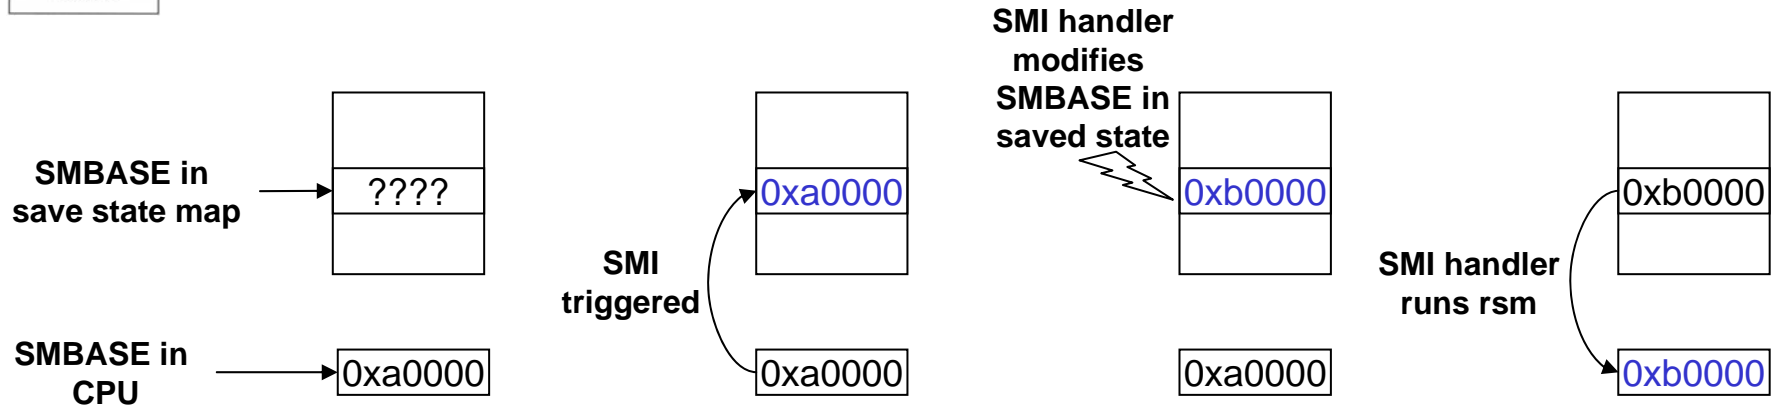 SMI handler
modifies
SMBASE in
saved state
SMBASE in
save state map
????
0xa0000
0xb0000
0xb0000
SMI
triggered
SMI handler
runs rsm
SMBASE in
CPU
0xa0000
0xa0000
0xa0000
0xb0000